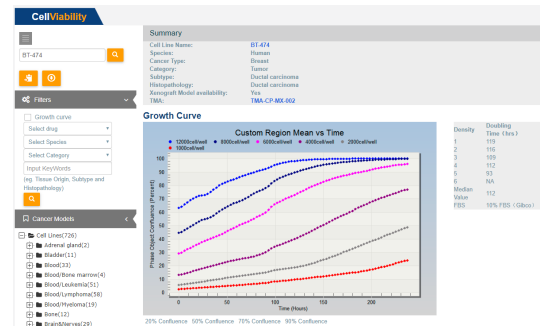 CellViability
BT-474
Filters
Growth curve
Select drug
Select Species
Select Category
Input KeyWords
(eg. Tissue Origin, Subtype and
Histopathology)
Cancer Models
Cell Lines(726)
Adrenal gland(2)
Bladder(11)
Blood(33)
Blood/Bone marrow(4)
Blood/Leukemia(51)
Blood/Lymphoma(58)
Blood/Myeloma(19)
Bone(12)
Brain&Nerves(29)
Summary
Cell Line Name: BT-474
Species: Human
Cancer Type: Breast
Category: Tumor
Subtype: Ductal carcinoma
Histopathology: Ductal carcinoma
Xenograft Model availability: Yes
TMA: TMA-CP-MX-002
Growth Curve
Custom Region Mean vs Time
12000cell/well 8000cell/well 6000cell/well 4000cell/well 2000cell/well
1000cell/well
Phase Object Confluence (Percent)
100
90
80
70
60
50
40
30
20
10
0
0 50 100 150 200
Time (Hours)
20% Confluence 50% Confluence 70% Confluence 90% Confluence
Density Doubling Time (hrs)
1 119
2 116
3 189
4 112
5 93
6 NA
Median Value 112
FBS 10% FBS (Gibco)